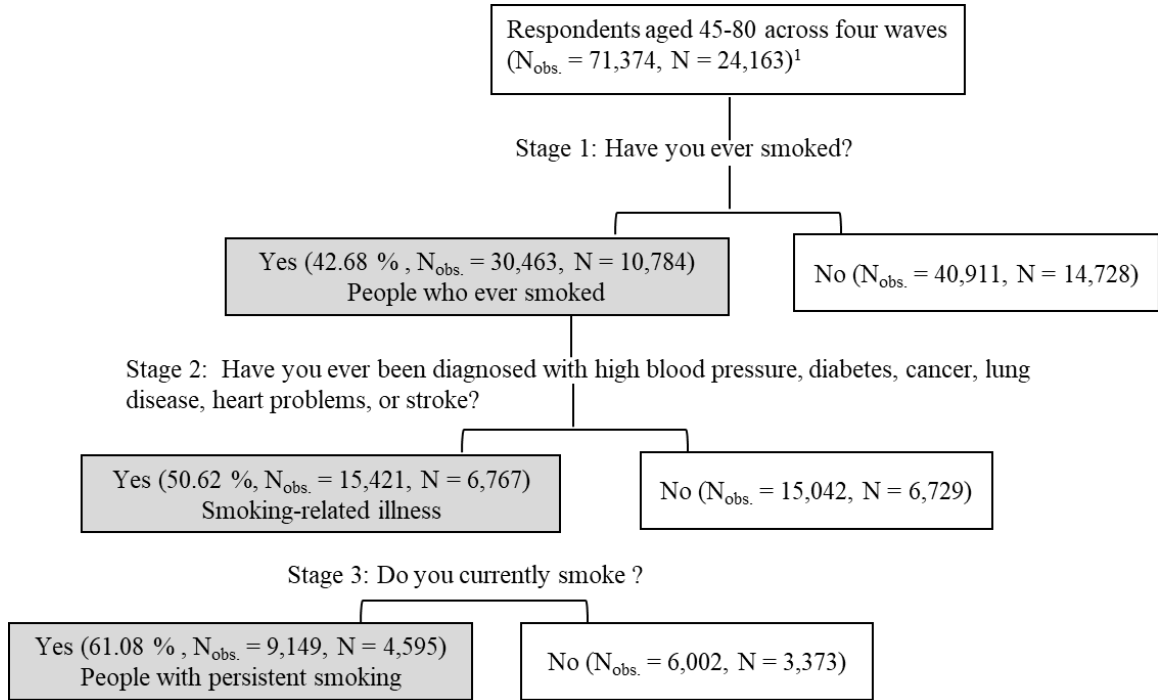 Respondents aged 45-80 across four waves
(Nobs. = 71,374, N = 24,163)1
Stage 1: Have you ever smoked?
Yes (42.68 % , Nobs. = 30,463, N = 10,784)
People who ever smoked
No (Nobs. = 40,911, N = 14,728)
Stage 2:  Have you ever been diagnosed with high blood pressure, diabetes, cancer, lung
disease, heart problems, or stroke?
Yes (50.62 %, Nobs. = 15,421, N = 6,767)
Smoking-related illness
No (Nobs. = 15,042, N = 6,729)
Stage 3: Do you currently smoke ?
Yes (61.08 % , Nobs. = 9,149, N = 4,595)
People with persistent smoking
No (Nobs. = 6,002, N = 3,373)